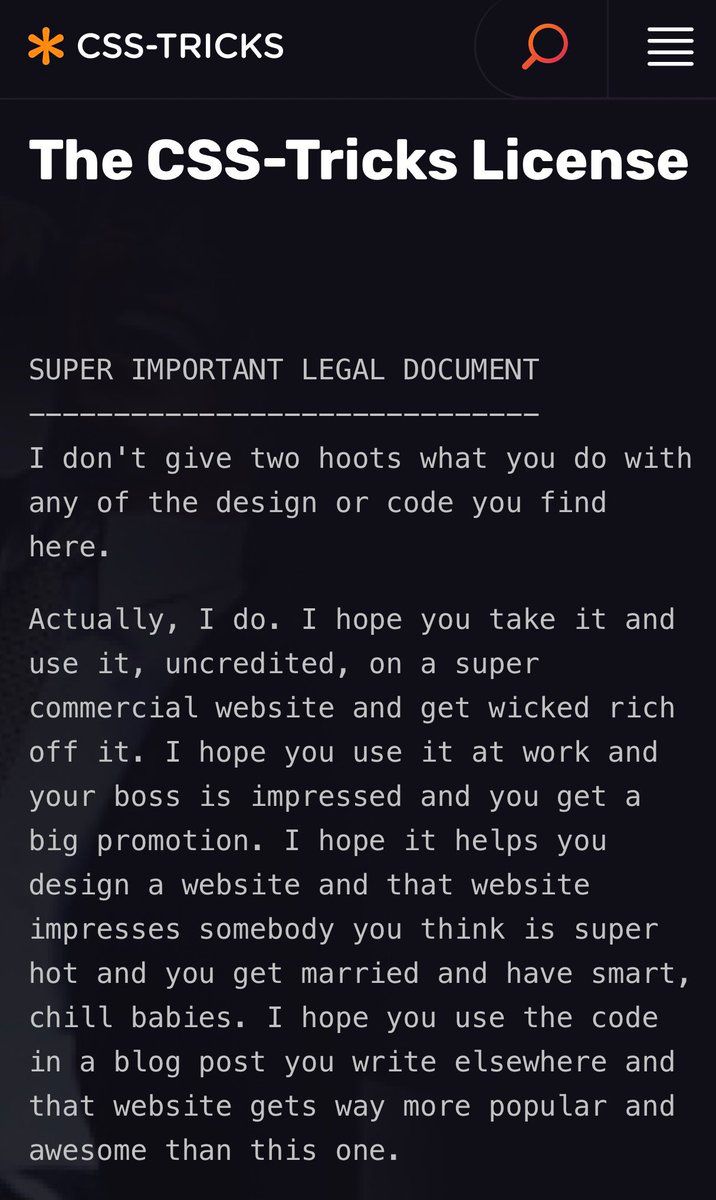 CSS-TRICKS
The CSS-Tricks License
SUPER IMPORTANT LEGAL DOCUMENT
------------------------------
I don't give two hoots what you do with
any of the design or code you find
here.
Actually, I do. I hope you take it and
use it, uncredited, on a super
commercial website and get wicked rich
off it. I hope you use it at work and
your boss is impressed and you get a
big promotion. I hope it helps you
design a website and that website
impresses somebody you think is super
hot and you get married and have smart,
chill babies. I hope you use the code
in a blog post you write elsewhere and
that website gets way more popular and
awesome than this one.